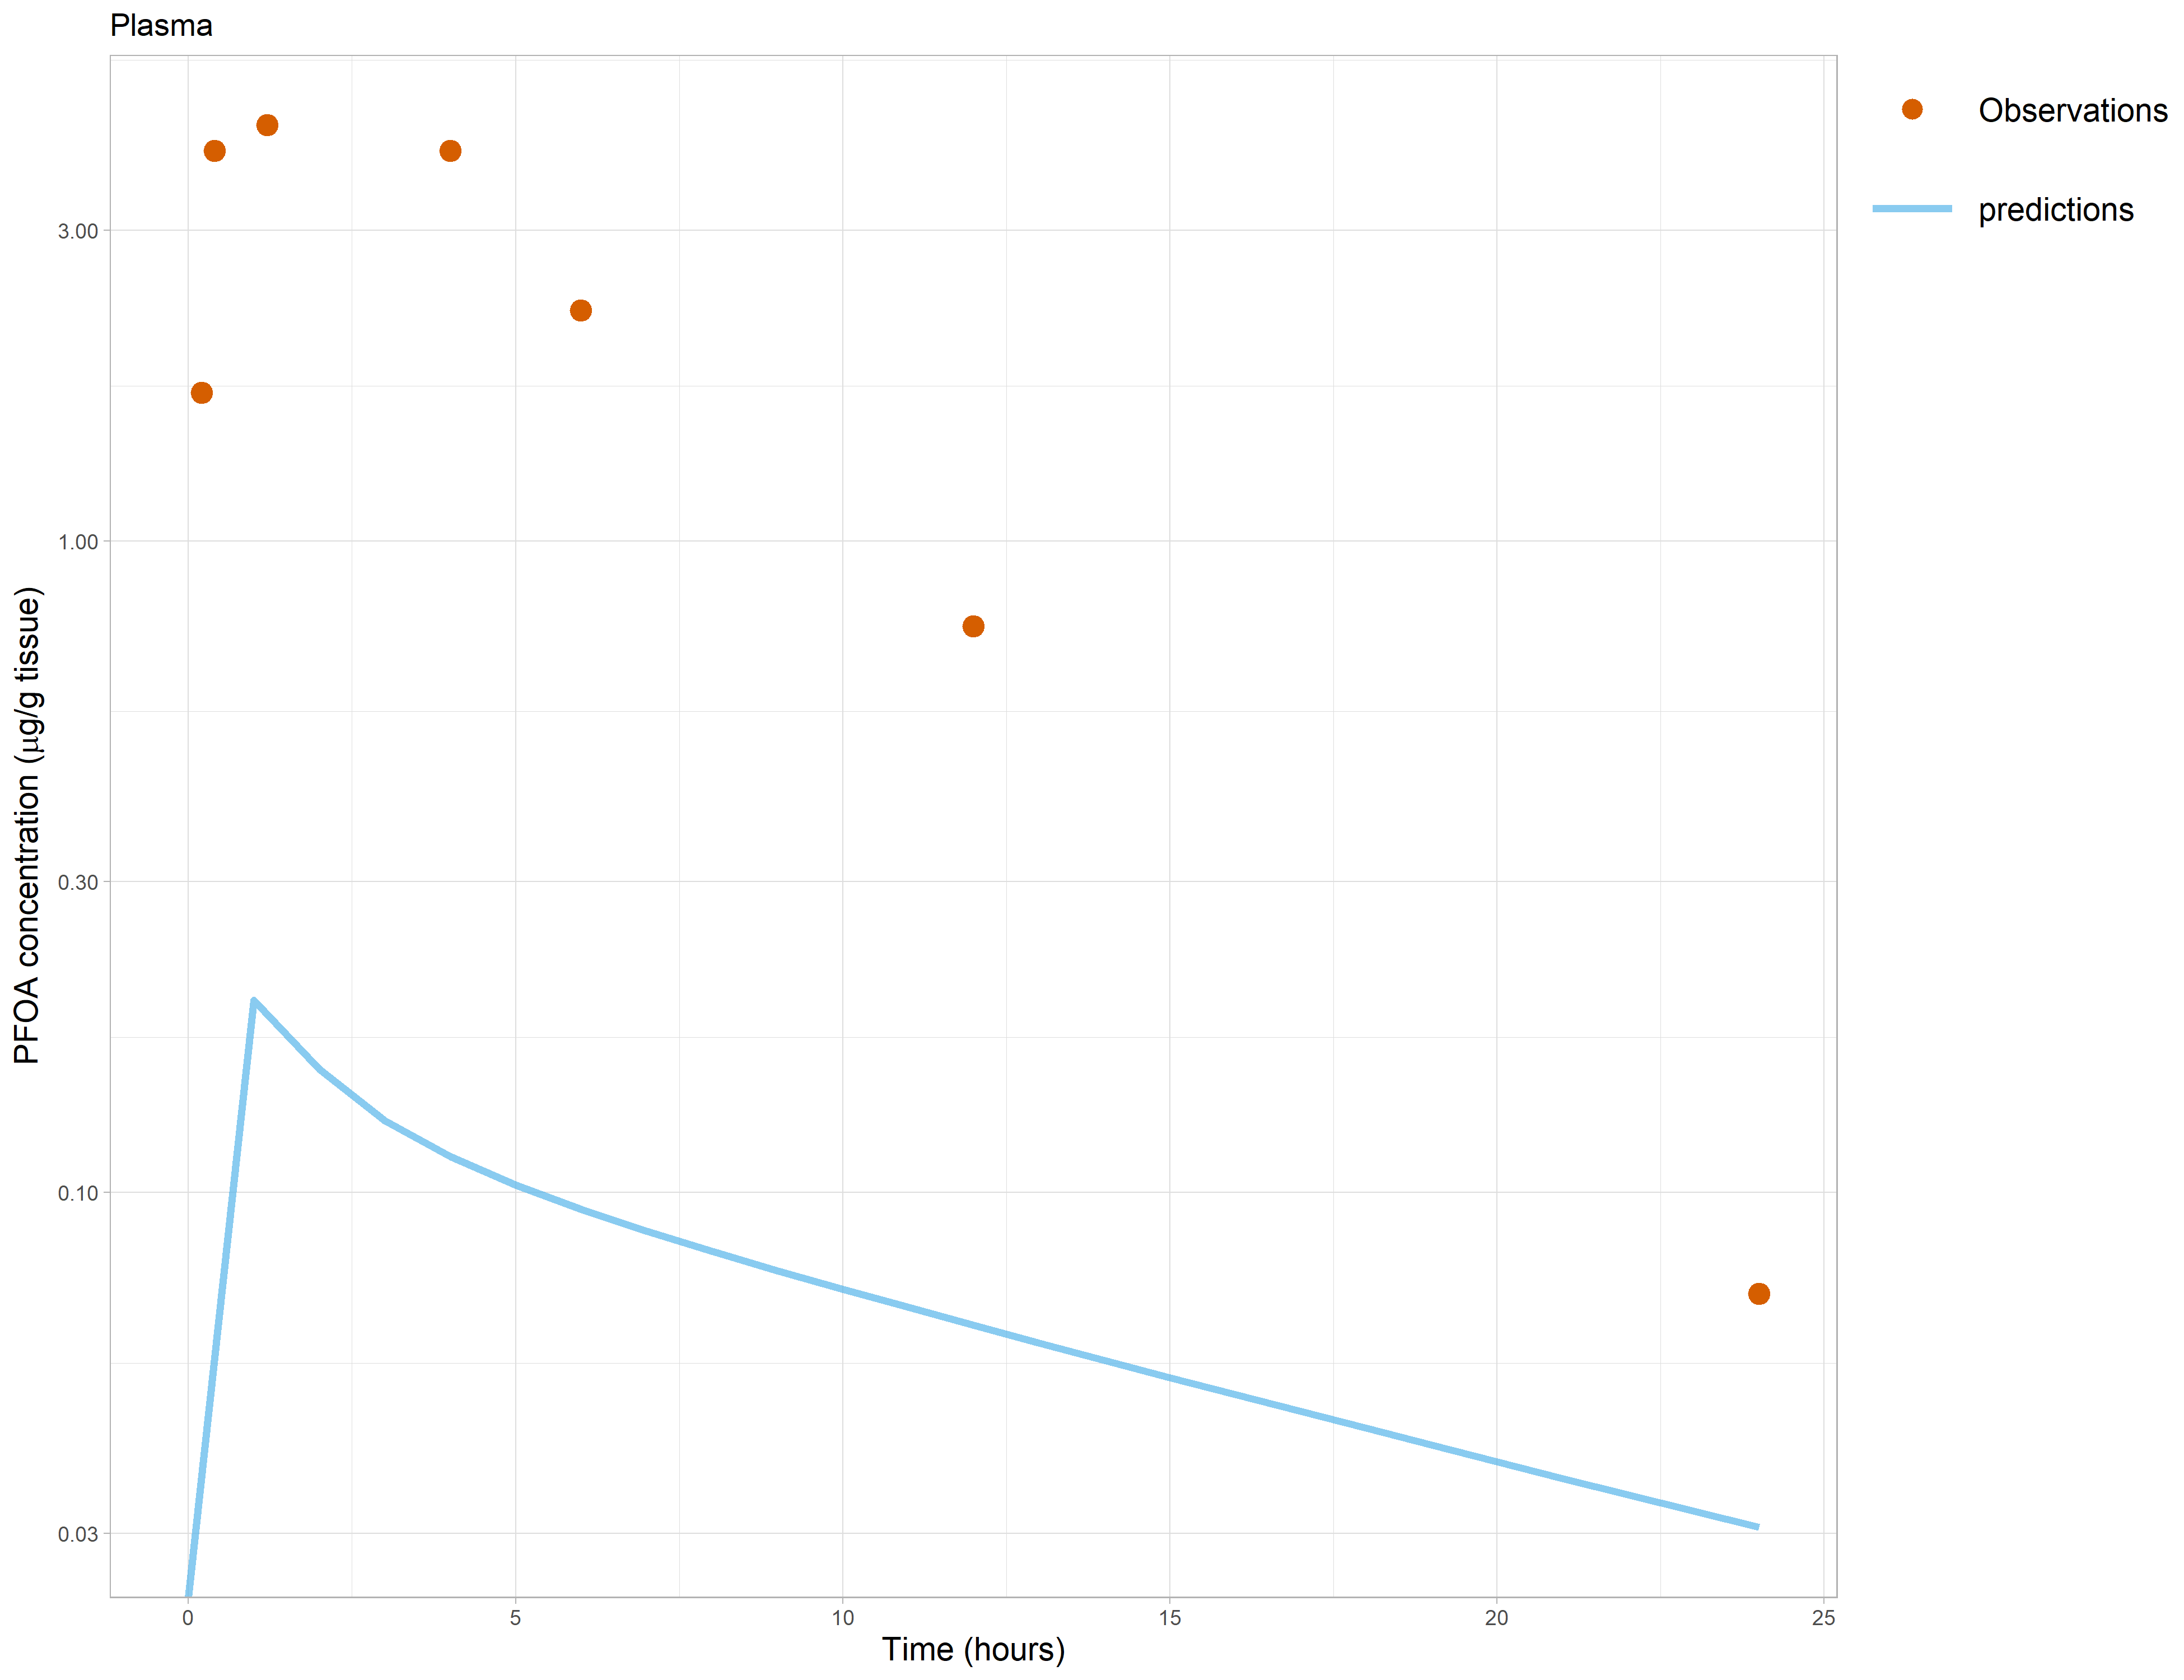 Plasma
Observations
predictions
PFOA concentration (μg/g tissue)
3.00
1.00
0.30
0.10
0.03
0
5
10
15
20
25
Time (hours)